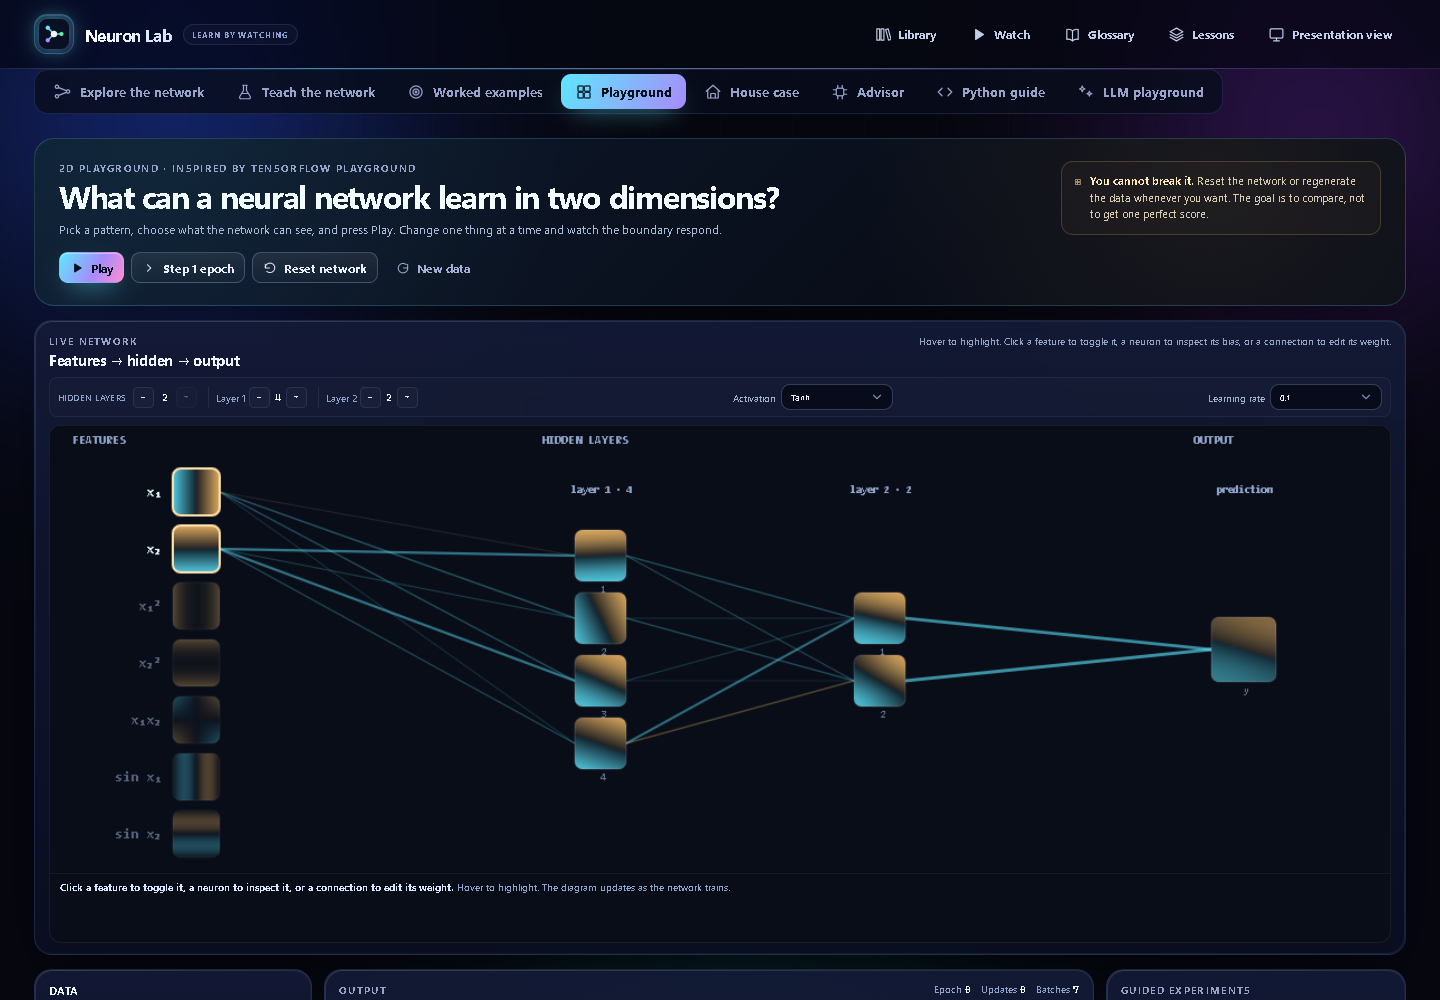 Neuron Lab
LEARN BY WATCHING
Library
Watch
Glossary
Lessons
Presentation view
Explore the network
Teach the network
Worked examples
Playground
House case
Advisor
Python guide
LLM playground
2D PLAYGROUND · INSPIRED BY TENSORFLOW PLAYGROUND
What can a neural network learn in two dimensions?
Pick a pattern, choose what the network can see, and press Play. Change one thing at a time and watch the boundary respond.
Play
Step 1 epoch
Reset network
New data
You cannot break it. Reset the network or regenerate
the data whenever you want. The goal is to compare, not
to get one perfect score.
LIVE NETWORK
Features → hidden → output
Hover to highlight. Click a feature to toggle it, a neuron to inspect its bias, or a connection to edit its weight.
HIDDEN LAYERS − 2 +
Layer 1 − 4 +
Layer 2 − 2 +
Activation Tanh
Learning rate 0.1
FEATURES
HIDDEN LAYERS
OUTPUT
layer 1 · 4
layer 2 · 2
prediction
x₁
x₂
x₁²
x₂²
x₁x₂
sin x₁
sin x₂
1
2
3
4
1
2
y
Click a feature to toggle it, a neuron to inspect it, or a connection to edit its weight. Hover to highlight. The diagram updates as the network trains.
DATA
OUTPUT
Epoch 0 Updates 0 Batches 7
GUIDED EXPERIMENTS